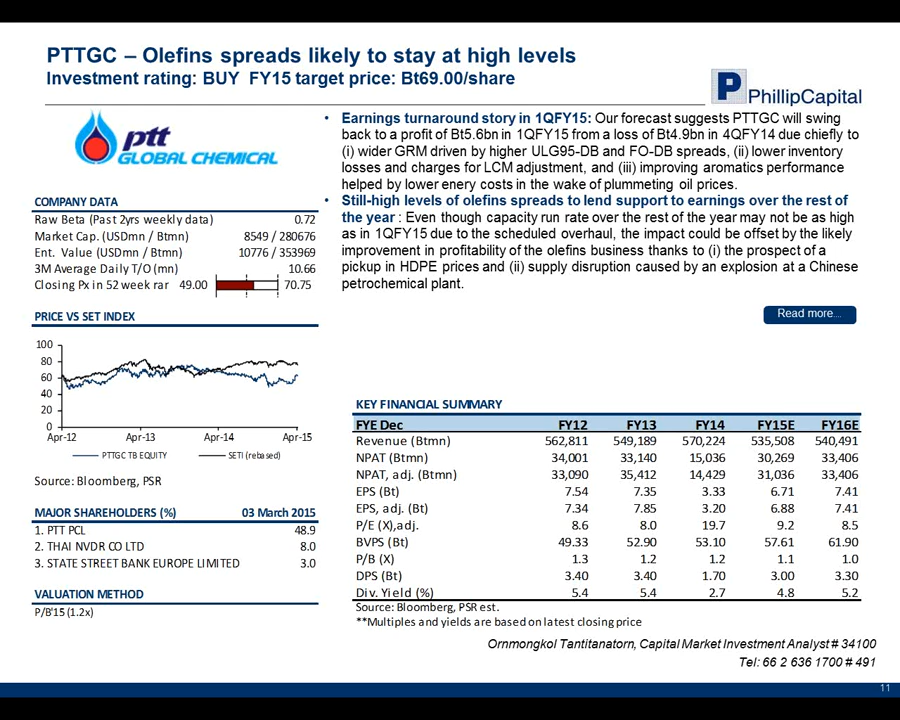 PTTGC – Olefins spreads likely to stay at high levels
Investment rating: BUY FY15 target price: Bt69.00/share
P PhillipCapital
ptt
GLOBAL CHEMICAL
COMPANY DATA
Raw Beta (Past 2yrs weekly data) 0.72
Market Cap. (USDmn / Btmn) 8549 / 280676
Ent. Value (USDmn / Btmn) 10776 / 353969
3M Average Daily T/O (mn) 10.66
Closing Px in 52 week rar 49.00 70.75
PRICE VS SET INDEX
100
80
60
40
20
0
Apr-12 Apr-13 Apr-14 Apr-15
PTTGC TB EQUITY SETI (rebased)
Source: Bloomberg, PSR
MAJOR SHAREHOLDERS (%) 03 March 2015
1. PTT PCL 48.9
2. THAI NVDR CO LTD 8.0
3. STATE STREET BANK EUROPE LIMITED 3.0
VALUATION METHOD
P/B'15 (1.2x)
• Earnings turnaround story in 1QFY15: Our forecast suggests PTTGC will swing
back to a profit of Bt5.6bn in 1QFY15 from a loss of Bt4.9bn in 4QFY14 due chiefly to
(i) wider GRM driven by higher ULG95-DB and FO-DB spreads, (ii) lower inventory
losses and charges for LCM adjustment, and (iii) improving aromatics performance
helped by lower enery costs in the wake of plummeting oil prices.
• Still-high levels of olefins spreads to lend support to earnings over the rest of
the year : Even though capacity run rate over the rest of the year may not be as high
as in 1QFY15 due to the scheduled overhaul, the impact could be offset by the likely
improvement in profitability of the olefins business thanks to (i) the prospect of a
pickup in HDPE prices and (ii) supply disruption caused by an explosion at a Chinese
petrochemical plant.
Read more....
KEY FINANCIAL SUMMARY
FYE Dec FY12 FY13 FY14 FY15E FY16E
Revenue (Btmn) 562,811 549,189 570,224 535,508 540,491
NPAT (Btmn) 34,001 33,140 15,036 30,269 33,406
NPAT, adj. (Btmn) 33,090 35,412 14,429 31,036 33,406
EPS (Bt) 7.54 7.35 3.33 6.71 7.41
EPS, adj. (Bt) 7.34 7.85 3.20 6.88 7.41
P/E (X),adj. 8.6 8.0 19.7 9.2 8.5
BVPS (Bt) 49.33 52.90 53.10 57.61 61.90
P/B (X) 1.3 1.2 1.2 1.1 1.0
DPS (Bt) 3.40 3.40 1.70 3.00 3.30
Div. Yield (%) 5.4 5.4 2.7 4.8 5.2
Source: Bloomberg, PSR est.
**Multiples and yields are based on latest closing price
Ornmongkol Tantitanatorn, Capital Market Investment Analyst # 34100
Tel: 66 2 636 1700 # 491
11